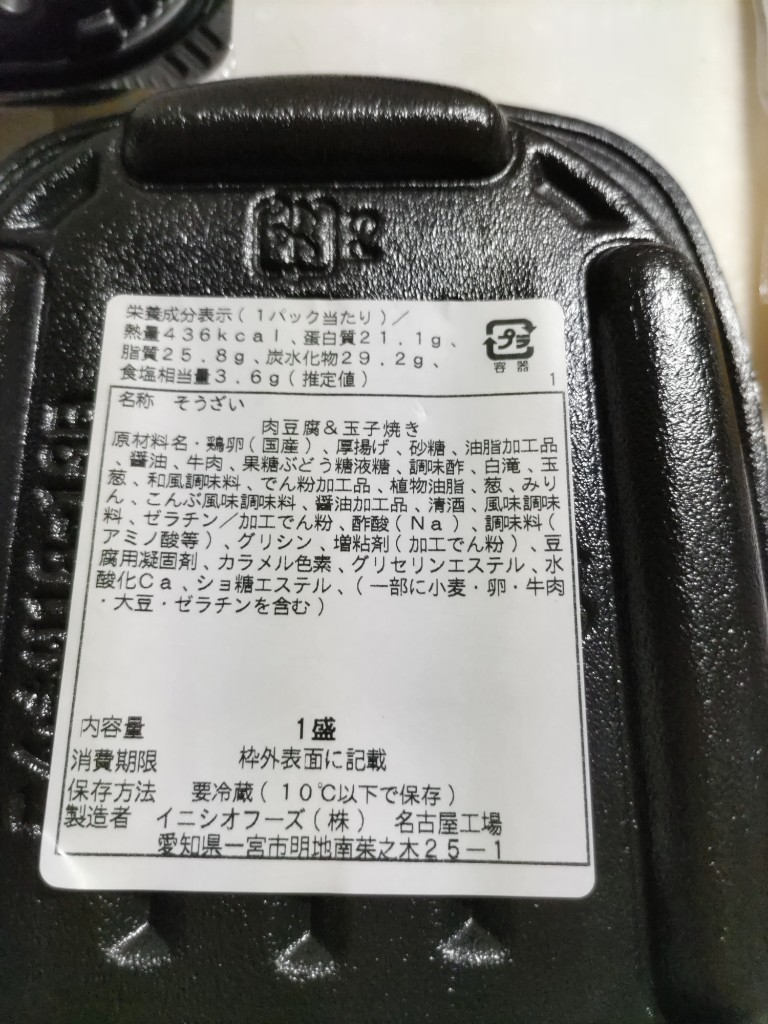 栄養成分表示(1パック当たり)/
熱量436kcal、蛋白質21.1g、
脂質25.8g、炭水化物29.2g、
食塩相当量3.6g(推定値)
プラ
容器
1
名称 そうざい
肉豆腐&玉子焼き
原材料名・鶏卵(国産)、厚揚げ、砂糖、油脂加工品
、醤油、牛肉、果糖ぶどう糖液糖、調味酢、白滝、玉
葱、和風調味料、でん粉加工品、植物油脂、葱、みり
ん、こんぶ風味調味料、醤油加工品、清酒、風味調味
料、ゼラチン/加工でん粉、酢酸(Na)、調味料(
アミノ酸等)、グリシン、増粘剤(加工でん粉)、豆
腐用凝固剤、カラメル色素、グリセリンエステル、水
酸化Ca、ショ糖エステル、(一部に小麦・卵・牛肉
・大豆・ゼラチンを含む)
内容量 1盛
消費期限 枠外表面に記載
保存方法 要冷蔵(10℃以下で保存)
製造者 イニシオフーズ(株) 名古屋工場
愛知県一宮市明地南茱之木25-1